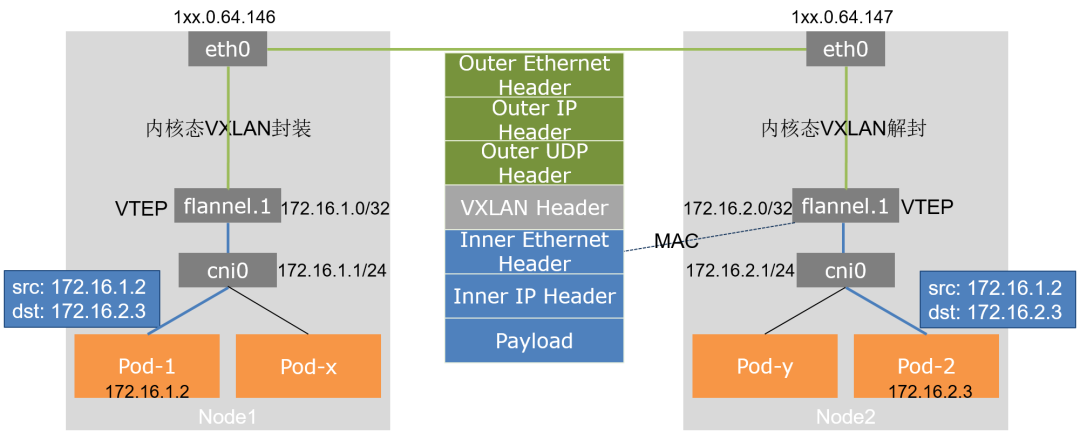 1xx.0.64.146
1xx.0.64.147
eth0
eth0
Outer Ethernet
Header
Outer IP
Header
Outer UDP
Header
VXLAN Header
Inner Ethernet
Header
Inner IP Header
Payload
内核态VXLAN封装
内核态VXLAN解封
VTEP
flannel.1
172.16.1.0/32
172.16.2.0/32
flannel.1
VTEP
MAC
cni0
172.16.1.1/24
172.16.2.1/24
cni0
src: 172.16.1.2
dst: 172.16.2.3
src: 172.16.1.2
dst: 172.16.2.3
Pod-1
172.16.1.2
Pod-x
Pod-y
Pod-2
172.16.2.3
Node1
Node2